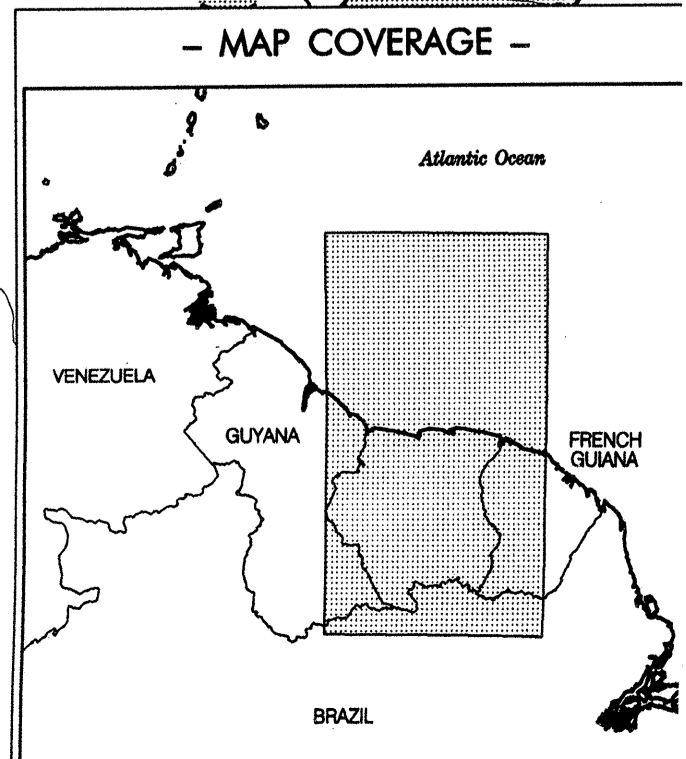 – MAP COVERAGE –
Atlantic Ocean
VENEZUELA
GUYANA
FRENCH
GUIANA
BRAZIL